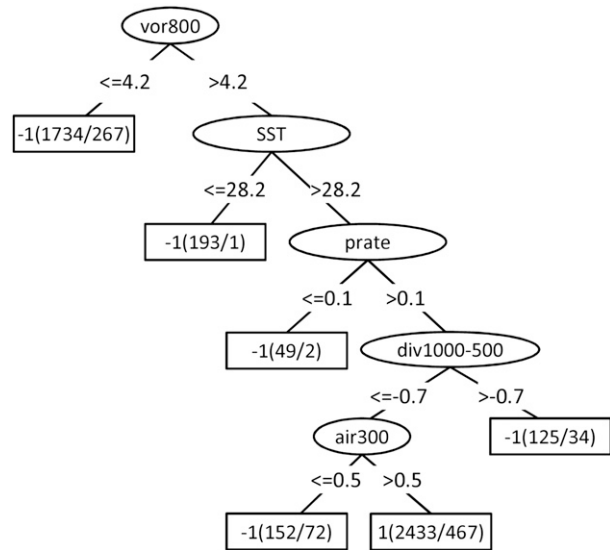 vor800
<=4.2 >4.2
-1(1734/267) SST
<=28.2 >28.2
-1(193/1) prate
<=0.1 >0.1
-1(49/2) div1000-500
<=-0.7 >-0.7
air300 -1(125/34)
<=0.5 >0.5
-1(152/72) 1(2433/467)